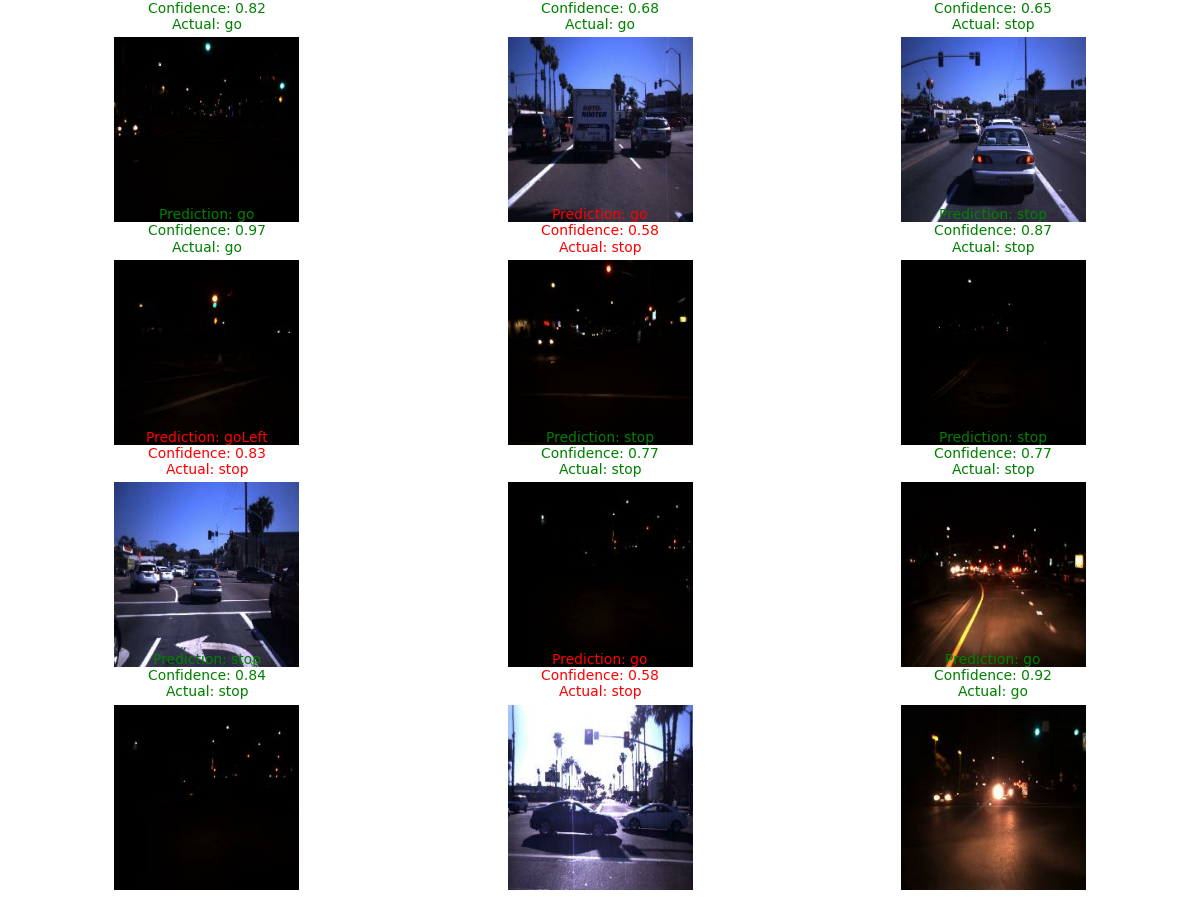 Confidence: 0.82
Actual: go
Confidence: 0.68
Actual: go
Confidence: 0.65
Actual: stop
ROTO-
ROOTER
Prediction: go
Confidence: 0.97
Actual: go
Prediction: go
Confidence: 0.58
Actual: stop
Prediction: stop
Confidence: 0.87
Actual: stop
Prediction: goLeft
Confidence: 0.83
Actual: stop
Prediction: stop
Confidence: 0.77
Actual: stop
Prediction: stop
Confidence: 0.77
Actual: stop
Prediction: stop
Confidence: 0.84
Actual: stop
Prediction: go
Confidence: 0.58
Actual: stop
Prediction: go
Confidence: 0.92
Actual: go